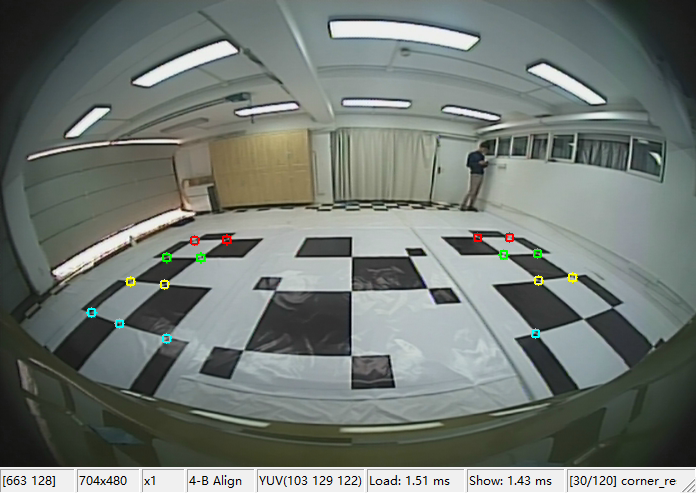 [663 128] 704x480 x1 4-B Align YUV(103 129 122) Load: 1.51 ms Show: 1.43 ms [30/120] corner_re